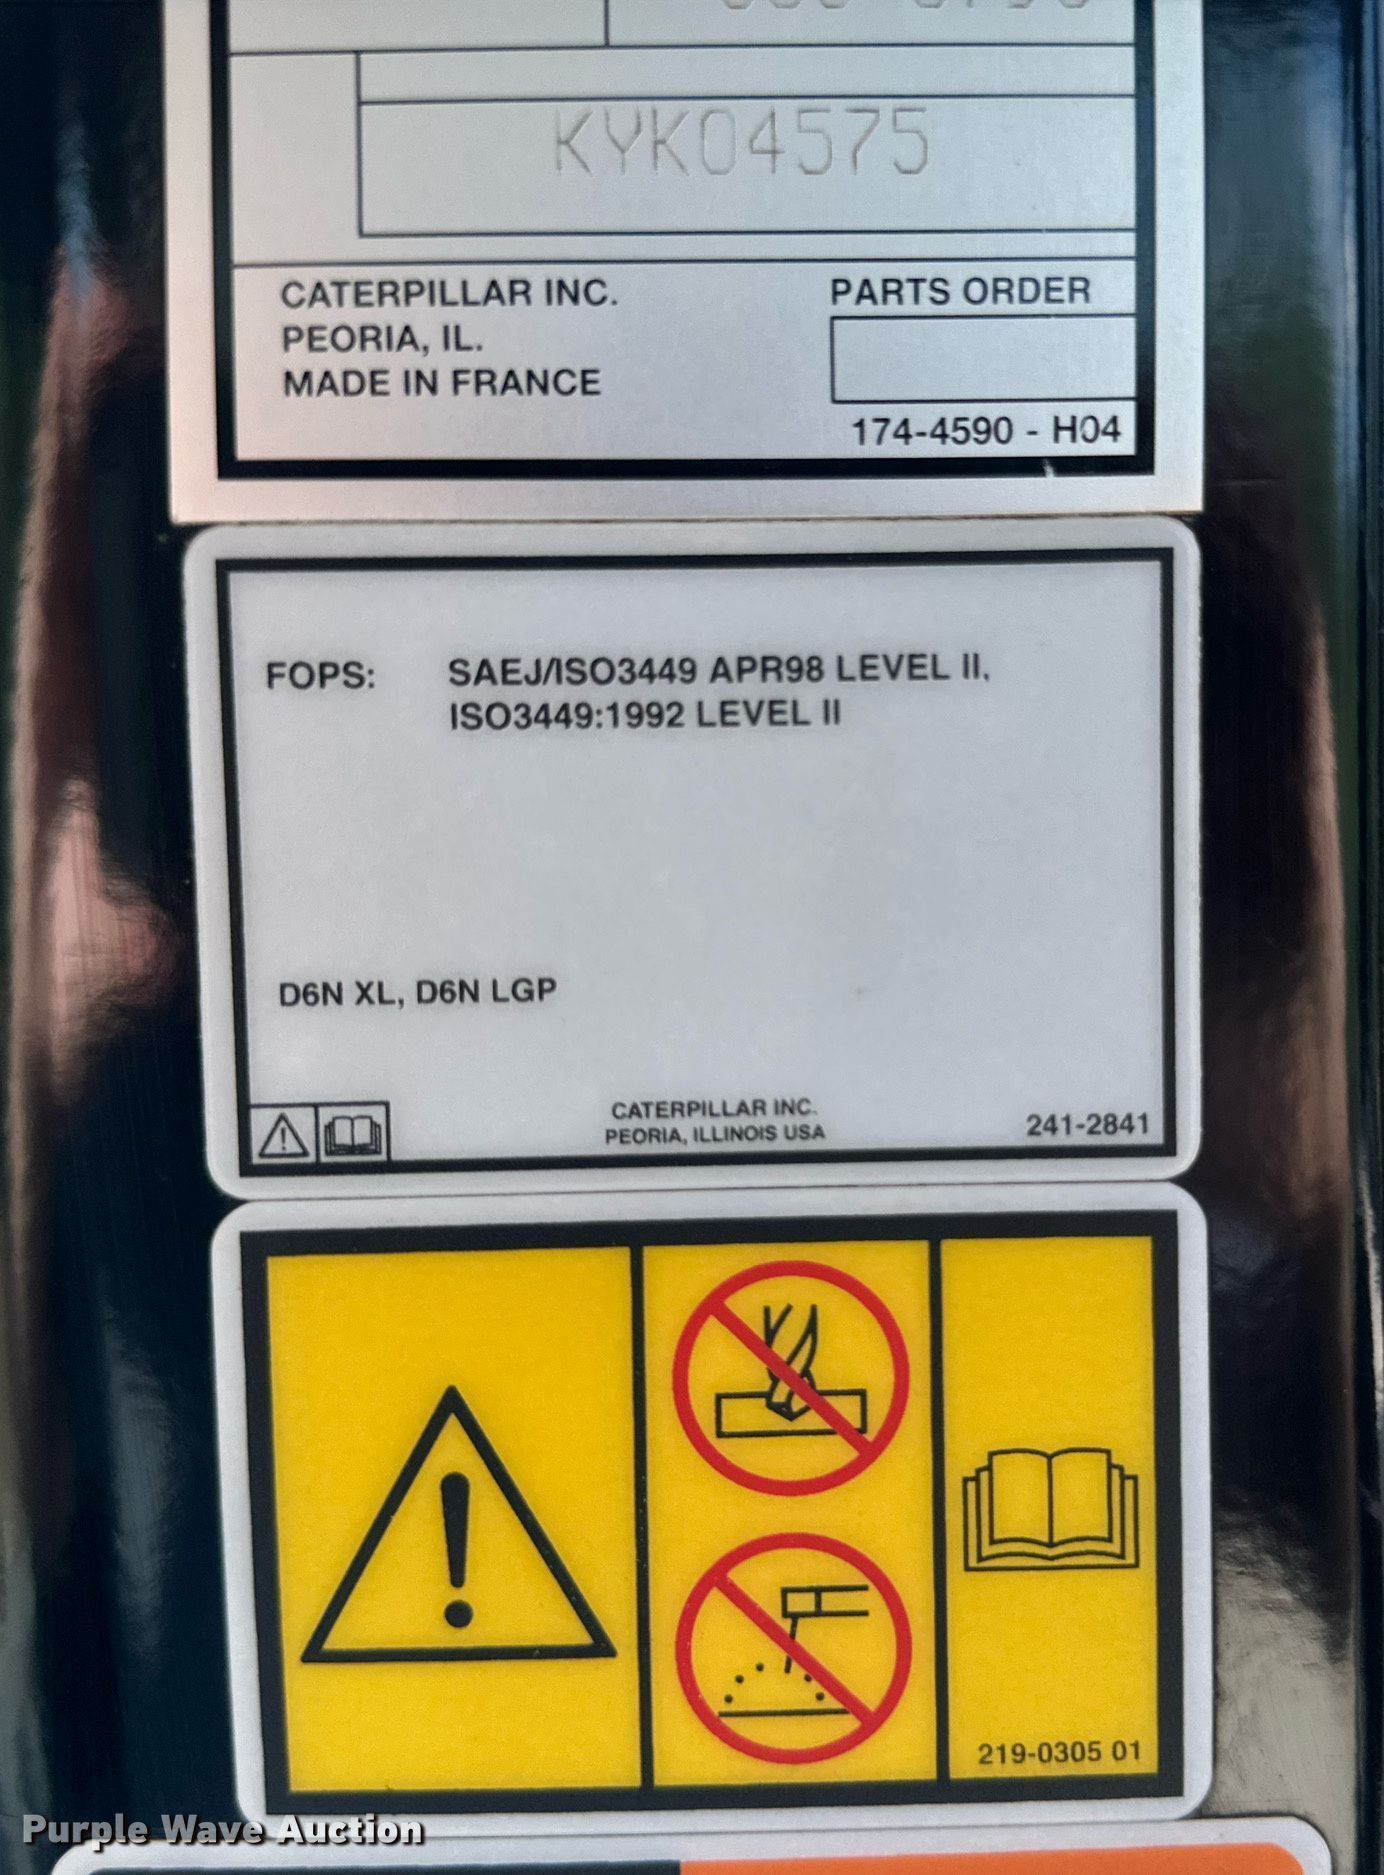 KYK04575
CATERPILLAR INC.
PEORIA, IL.
MADE IN FRANCE
PARTS ORDER
174-4590 - H04
FOPS: SAEJ/ISO3449 APR98 LEVEL II,
ISO3449:1992 LEVEL II
D6N XL, D6N LGP
CATERPILLAR INC.
PEORIA, ILLINOIS USA
241-2841
219-0305 01
Purple Wave Auction